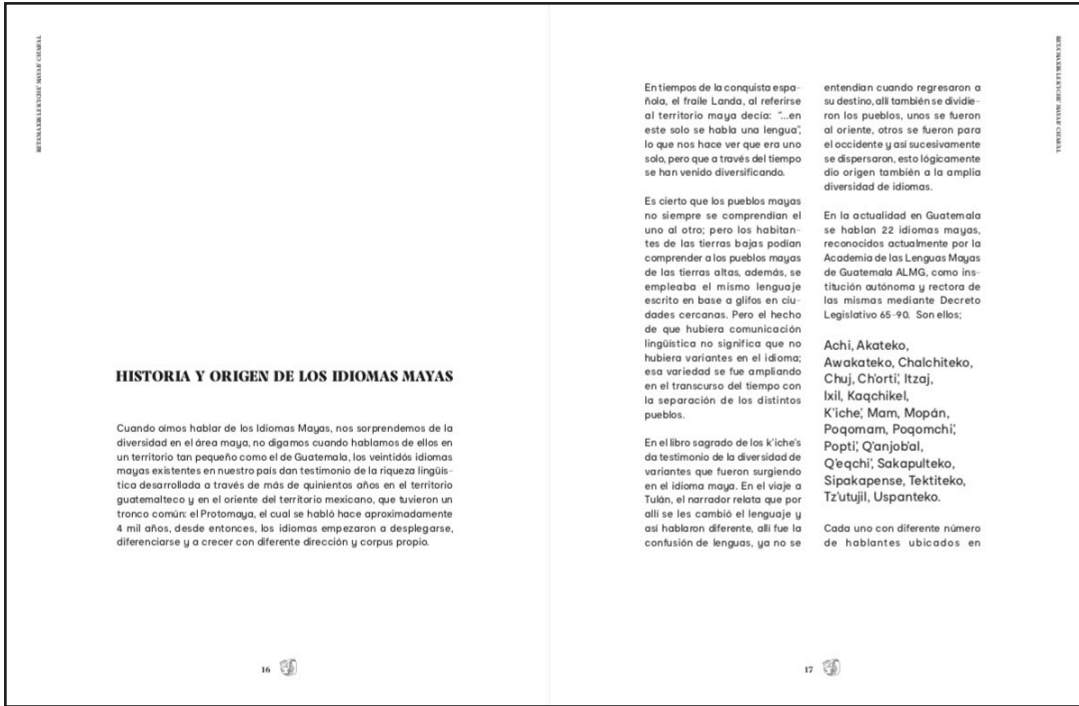 HISTORIA Y ORIGEN DE LOS IDIOMAS MAYAS
Cuando oímos hablar de los Idiomas Mayas, nos sorprendemos de la
diversidad en el área maya, no digamos cuando hablamos de ellos en
un territorio tan pequeño como el de Guatemala, los veintidós idiomas
mayas existentes en nuestro país dan testimonio de la riqueza lingüís-
tica desarrollada a través de más de quinientos años en el territorio
guatemalteco y en el oriente del territorio mexicano, que tuvieron un
tronco común: el Protomaya, el cual se habló hace aproximadamente
4 mil años, desde entonces, los idiomas empezaron a desplegarse,
diferenciarse y a crecer con diferente dirección y corpus propio.
16
En tiempos de la conquista espa-
ñola, el fraile Landa, al referirse
al territorio maya decía: "...en
este solo se habla una lengua",
lo que nos hace ver que era uno
solo, pero que a través del tiempo
se han venido diversificando.
Es cierto que los pueblos mayas
no siempre se comprendían el
uno al otro; pero los habitan-
tes de las tierras bajas podían
comprender a los pueblos mayas
de las tierras altas, además, se
empleaba el mismo lenguaje
escrito en base a glifos en ciu-
dades cercanas. Pero el hecho
de que hubiera comunicación
lingüística no significa que no
hubiera variantes en el idioma;
esa variedad se fue ampliando
en el transcurso del tiempo con
la separación de los distintos
pueblos.
En el libro sagrado de los k'iche's
da testimonio de la diversidad de
variantes que fueron surgiendo
en el idioma maya. En el viaje a
Tulán, el narrador relata que por
allí se les cambió el lenguaje y
así hablaron diferente, allí fue la
confusión de lenguas, ya no se
entendían cuando regresaron a
su destino, allí también se dividie-
ron los pueblos, unos se fueron
al oriente, otros se fueron para
el occidente y así sucesivamente
se dispersaron, esto lógicamente
dio origen también a la amplia
diversidad de idiomas.
En la actualidad en Guatemala
se hablan 22 idiomas mayas,
reconocidos actualmente por la
Academia de las Lenguas Mayas
de Guatemala ALMG, como ins-
titución autónoma y rectora de
las mismas mediante Decreto
Legislativo 65-90. Son ellos;
Achi, Akateko,
Awakateko, Chalchiteko,
Chuj, Ch'orti', Itzaj,
Ixil, Kaqchikel,
K'iche', Mam, Mopán,
Poqomam, Poqomchi',
Popti', Q'anjob'al,
Q'eqchi', Sakapulteko,
Sipakapense, Tektiteko,
Tz'utujil, Uspanteko.
Cada uno con diferente número
de hablantes ubicados en
17